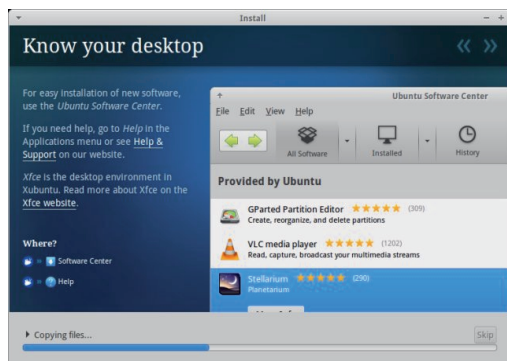 Install
Know your desktop
For easy installation of new software,
use the Ubuntu Software Center.
If you need help, go to Help in the
Applications menu or see Help &
Support on our website.
Xfce is the desktop environment in
Xubuntu. Read more about Xfce on the
Xfce website.
Where?
Software Center
Help
Ubuntu Software Center
File Edit View Help
All Software
Installed
History
Provided by Ubuntu
GParted Partition Editor (309)
Create, reorganize, and delete partitions
VLC media player (1202)
Read, capture, broadcast your multimedia streams
Stellarium (290)
Planetarium
Copying files...
Skip